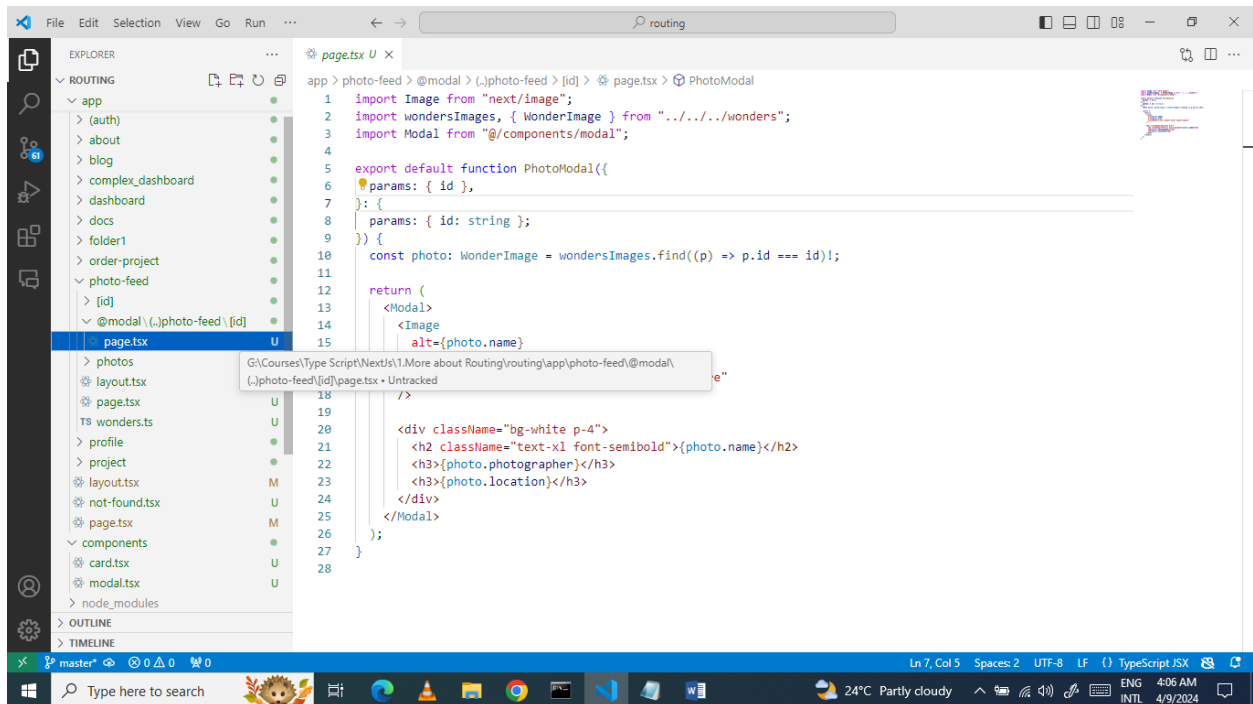 File Edit Selection View Go Run ··· ← → routing
EXPLORER ···
ROUTING
app
(auth)
about
blog
complex_dashboard
dashboard
docs
folder1
order-project
photo-feed
[id]
@modal\(..)photo-feed\[id]
page.tsx U
photos
layout.tsx
page.tsx U
TS wonders.ts U
profile
project
layout.tsx M
not-found.tsx U
page.tsx M
components
card.tsx U
modal.tsx U
node_modules
OUTLINE
TIMELINE
61
page.tsx U ×
app > photo-feed > @modal > (..)photo-feed > [id] > page.tsx > PhotoModal
1 import Image from "next/image";
2 import wondersImages, { WonderImage } from "../../../wonders";
3 import Modal from "@/components/modal";
4
5 export default function PhotoModal({
6 params: { id },
7 }: {
8 params: { id: string };
9 }) {
10 const photo: WonderImage = wondersImages.find((p) => p.id === id)!;
11
12 return (
13 <Modal>
14 <Image
15 alt={photo.name}
G:\Courses\Type Script\NextJs\1.More about Routing\routing\app\photo-feed\@modal\
(..)photo-feed\[id]\page.tsx • Untracked
e"
18 />
19
20 <div className="bg-white p-4">
21 <h2 className="text-xl font-semibold">{photo.name}</h2>
22 <h3>{photo.photographer}</h3>
23 <h3>{photo.location}</h3>
24 </div>
25 </Modal>
26 );
27 }
28
master* 0 0 0 Ln 7, Col 5 Spaces: 2 UTF-8 LF {} TypeScript JSX
Type here to search 24°C Partly cloudy ENG 4:06 AM
INTL 4/9/2024